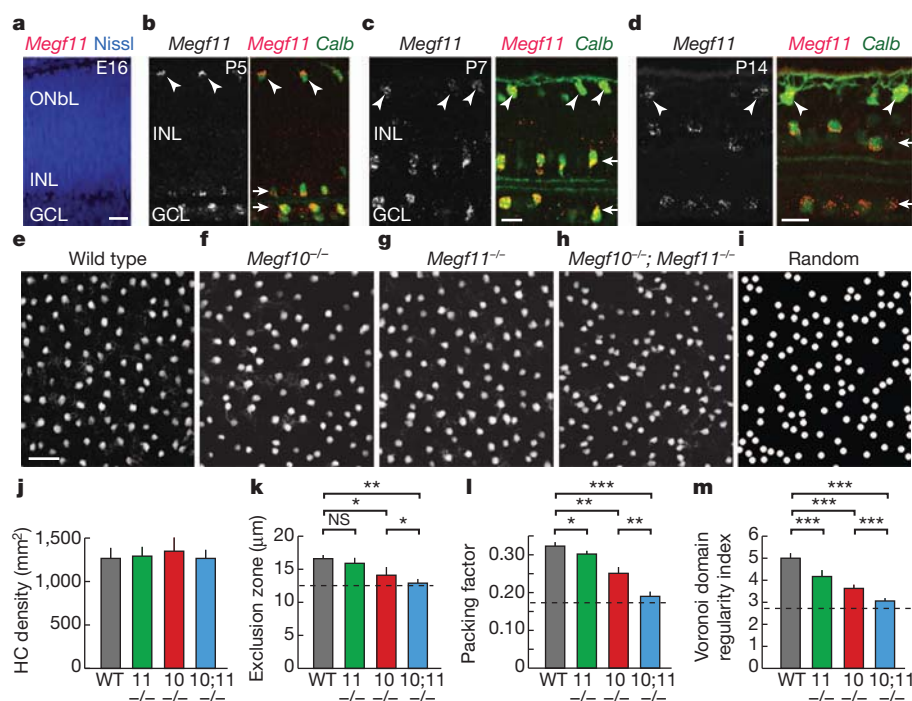 a b c d
Megf11 Nissl Megf11 Megf11 Calb Megf11 Megf11 Calb Megf11 Megf11 Calb
E16 P5 P7 P14
ONbL INL INL INL
INL
GCL GCL GCL GCL
e f g h i
Wild type Megf10–/– Megf11–/– Megf10–/–; Megf11–/– Random
j k l m
HC density (mm2)
1,500
1,000
500
0
WT 11 –/– 10 –/– 10;11 –/–
Exclusion zone (μm)
20
15
10
5
0
** * NS *
WT 11 –/– 10 –/– 10;11 –/–
Packing factor
0.30
0.20
0.10
0
*** ** * **
WT 11 –/– 10 –/– 10;11 –/–
Voronoi domain
regularity index
6
5
4
3
2
1
0
*** *** *** ***
WT 11 –/– 10 –/– 10;11 –/–